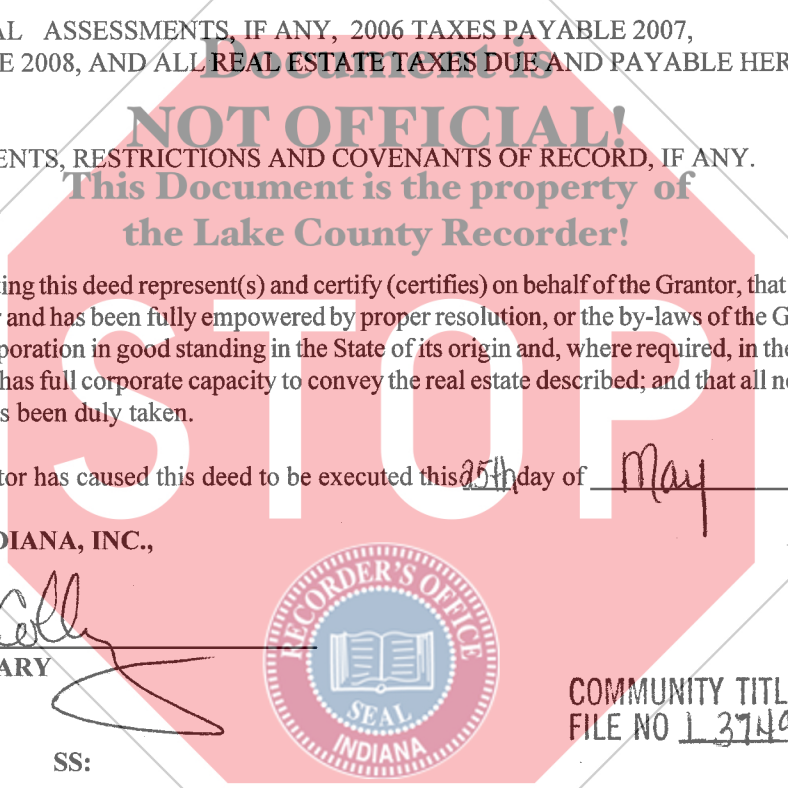 AL ASSESSMENTS, IF ANY, 2006 TAXES PAYABLE 2007,
Document is
E 2008, AND ALL REAL ESTATE TAXES DUE AND PAYABLE HER
NOT OFFICIAL!
ENTS, RESTRICTIONS AND COVENANTS OF RECORD, IF ANY.
This Document is the property of
the Lake County Recorder!
ting this deed represent(s) and certify (certifies) on behalf of the Grantor, that
and has been fully empowered by proper resolution, or the by-laws of the G
poration in good standing in the State of its origin and, where required, in the
has full corporate capacity to convey the real estate described; and that all ne
s been duly taken.
STOP
tor has caused this deed to be executed this 25th day of May
DIANA, INC.,
RECORDER'S OFFICE
SEAL
INDIANA
ARY
COMMUNITY TITL
FILE NO L 3749
SS: